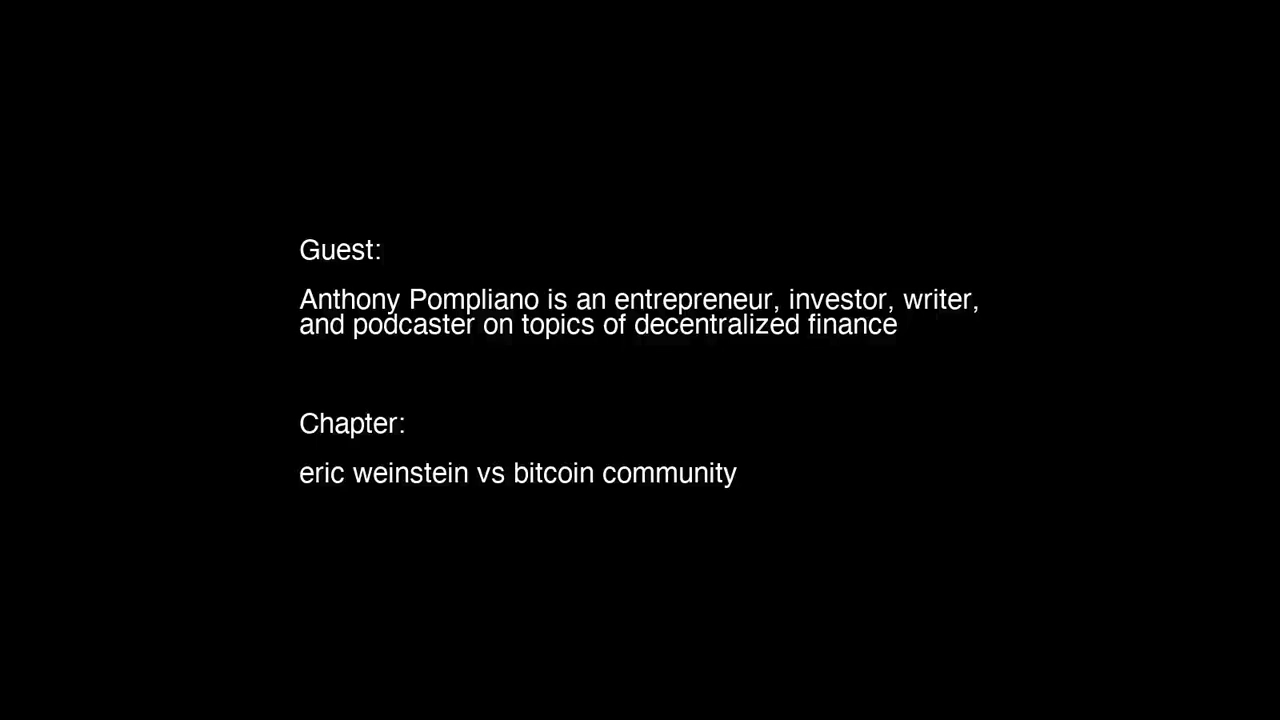 Guest:
Anthony Pompliano is an entrepreneur, investor, writer,
and podcaster on topics of decentralized finance
Chapter:
eric weinstein vs bitcoin community